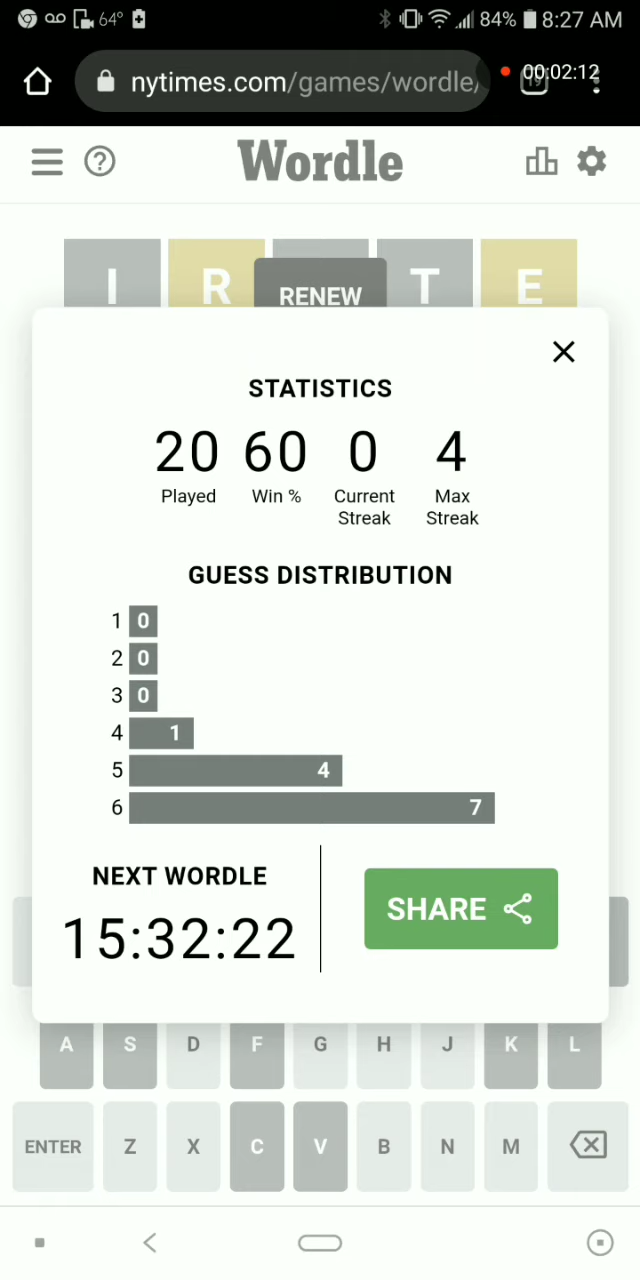 64° 84% 8:27 AM
nytimes.com/games/wordle/ 00:02:12
Wordle
I R T E
RENEW
STATISTICS
20 60 0 4
Played Win % Current Streak Max Streak
GUESS DISTRIBUTION
1 0
2 0
3 0
4 1
5 4
6 7
NEXT WORDLE
15:32:22
SHARE
A S D F G H J K L
ENTER Z X C V B N M